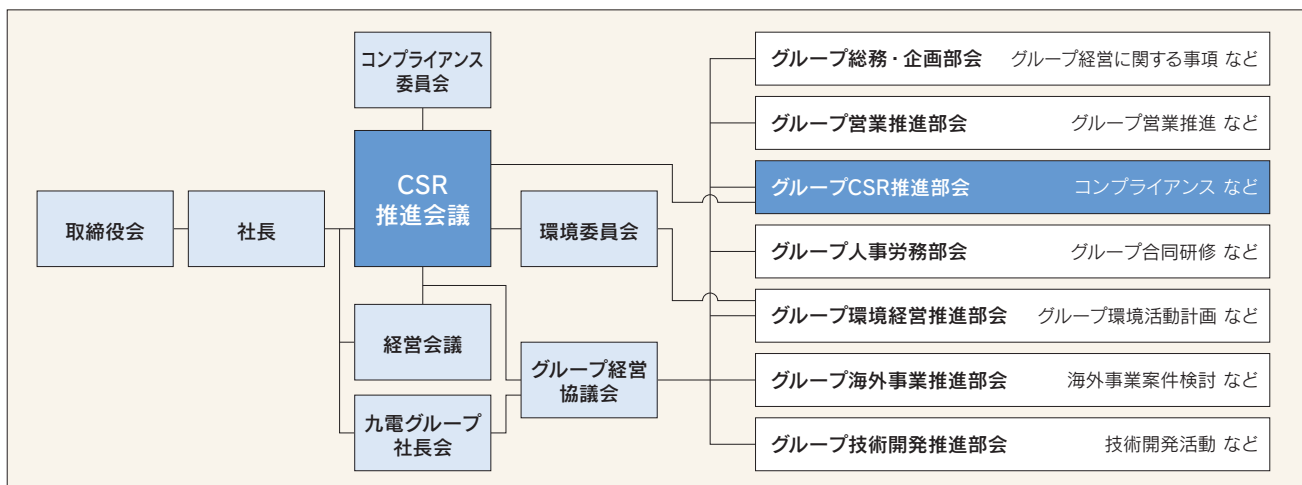 コンプライアンス
委員会
CSR
推進会議
取締役会
社長
環境委員会
経営会議
グループ経営
協議会
九電グループ
社長会
グループ総務・企画部会 グループ経営に関する事項 など
グループ営業推進部会 グループ営業推進 など
グループCSR推進部会 コンプライアンス など
グループ人事労務部会 グループ合同研修 など
グループ環境経営推進部会 グループ環境活動計画 など
グループ海外事業推進部会 海外事業案件検討 など
グループ技術開発推進部会 技術開発活動 など